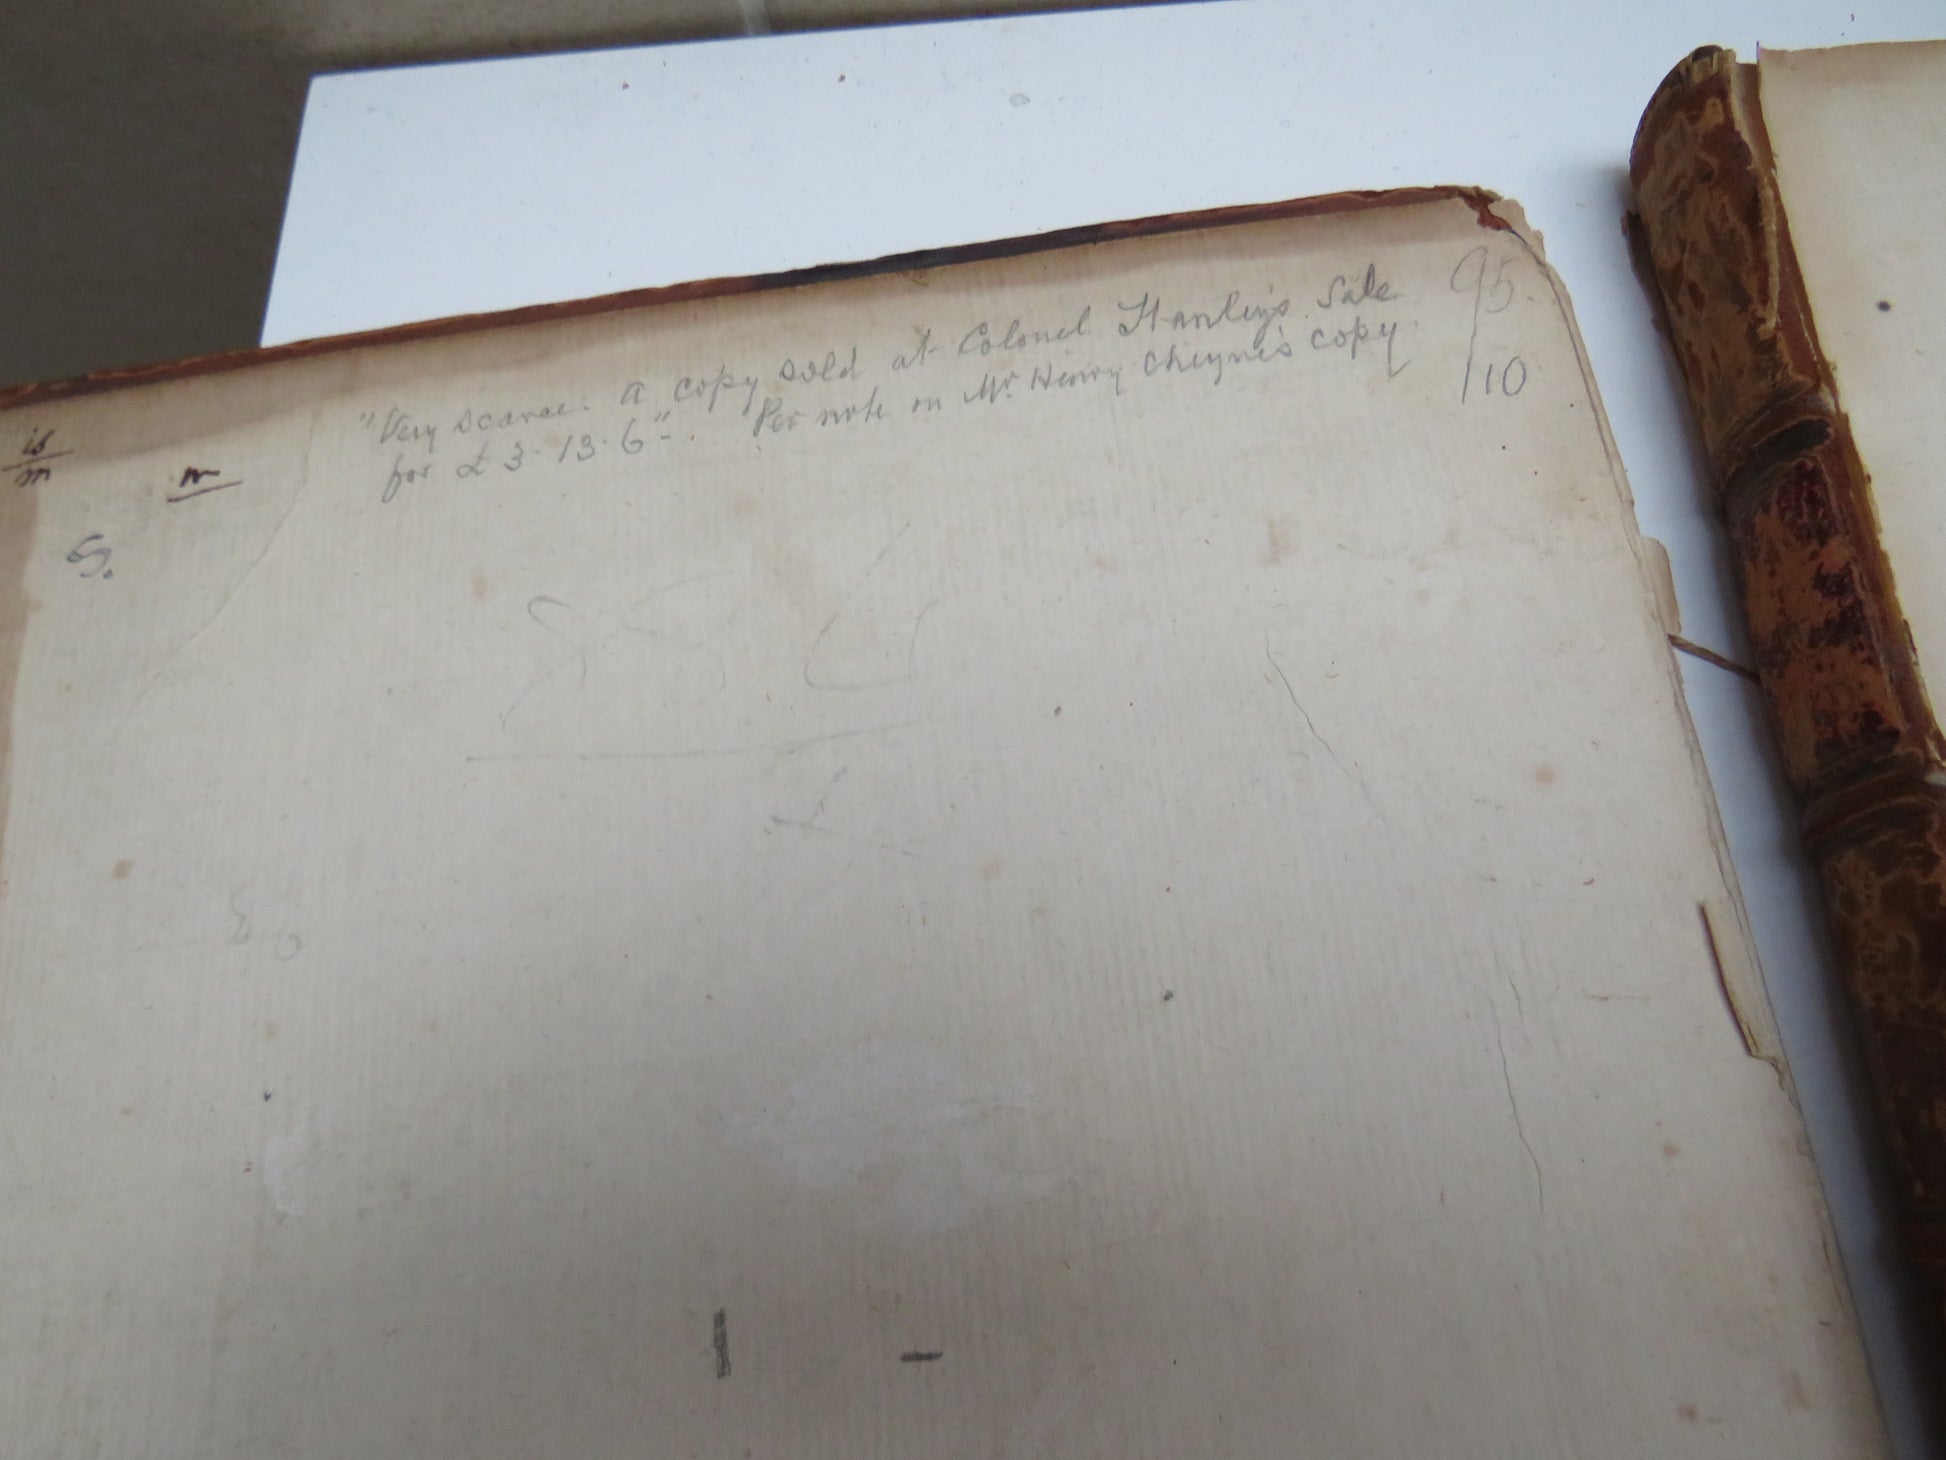 "Very scarce. A copy sold at Colonel Stanley's Sale
for £3-13-6". Per note on Mr. Henry Cheyne's copy.
95
/10
is
m
m
S.